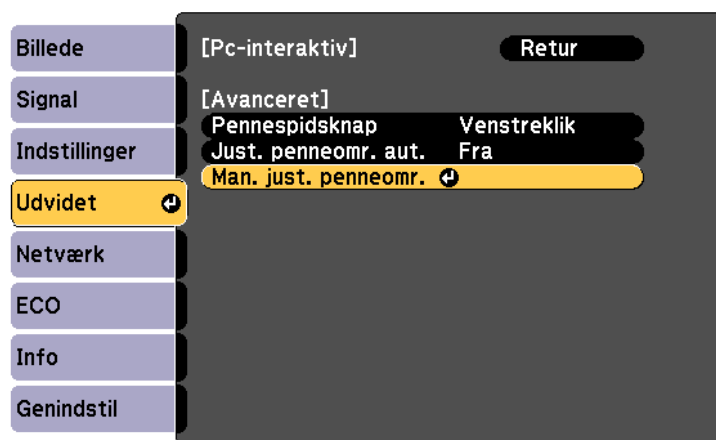 Billede
Signal
Indstillinger
Udvidet
Netværk
ECO
Info
Genindstil
[Pc-interaktiv] Retur
[Avanceret]
Pennespidsknap Venstreklik
Just. penneomr. aut. Fra
Man. just. penneomr.